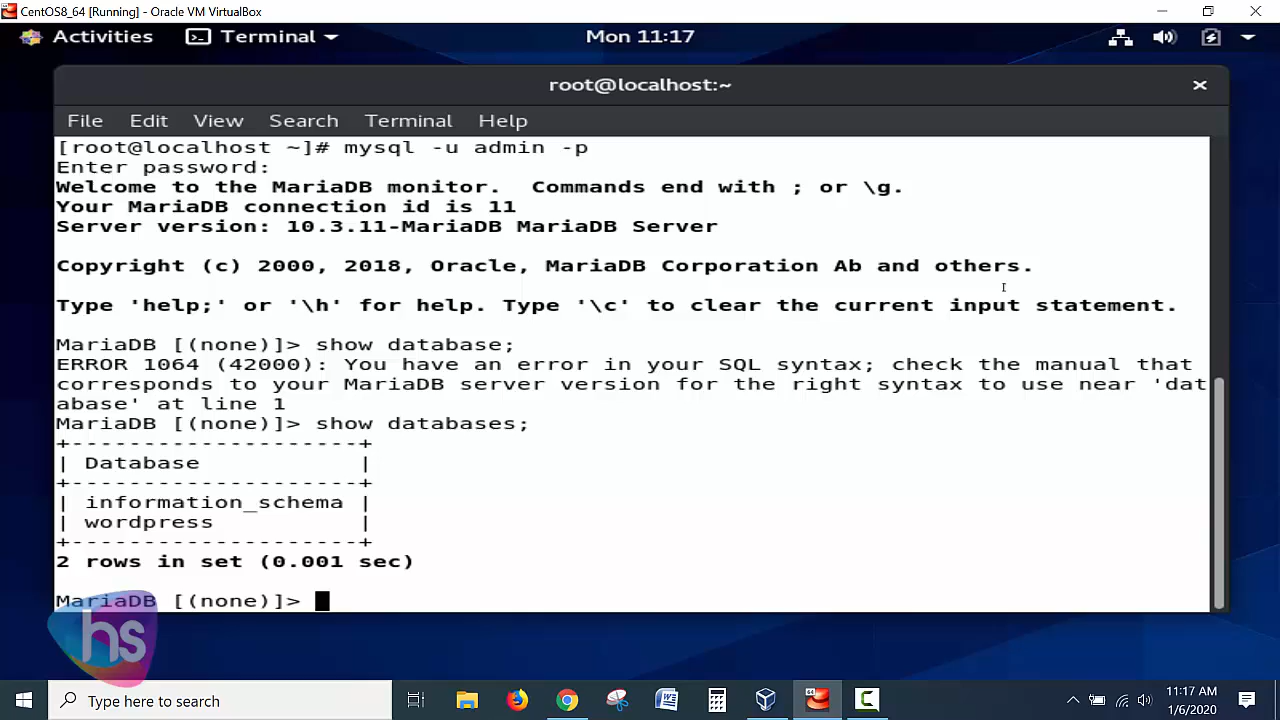 CentOS8_64 [Running] - Oracle VM VirtualBox
Activities Terminal Mon 11:17
root@localhost:~
File Edit View Search Terminal Help
[root@localhost ~]# mysql -u admin -p
Enter password:
Welcome to the MariaDB monitor.  Commands end with ; or \g.
Your MariaDB connection id is 11
Server version: 10.3.11-MariaDB MariaDB Server
Copyright (c) 2000, 2018, Oracle, MariaDB Corporation Ab and others.
Type 'help;' or '\h' for help. Type '\c' to clear the current input statement.
MariaDB [(none)]> show database;
ERROR 1064 (42000): You have an error in your SQL syntax; check the manual that
corresponds to your MariaDB server version for the right syntax to use near 'dat
abase' at line 1
MariaDB [(none)]> show databases;
+--------------------+
| Database           |
+--------------------+
| information_schema |
| wordpress          |
+--------------------+
2 rows in set (0.001 sec)
MariaDB [(none)]>
hs
Type here to search
11:17 AM
1/6/2020